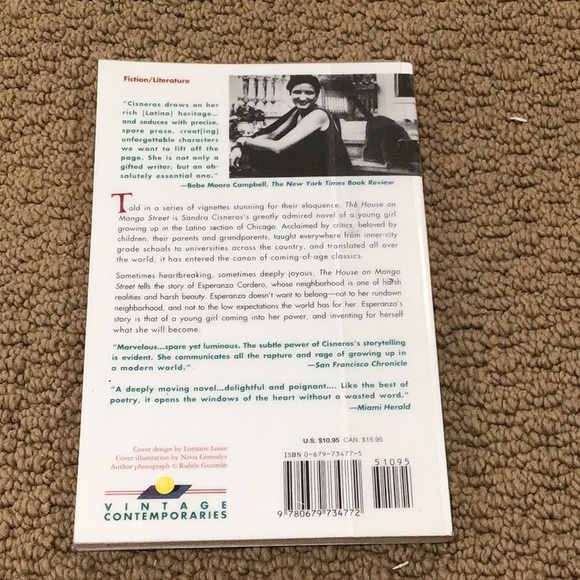 Fiction/Literature
"Cisneros draws on her
rich [Latina] heritage...
and seduces with precise,
spare prose, creat[ing]
unforgettable characters
we want to lift off the
page. She is not only a
gifted writer, but an ab-
solutely essential one."
—Bebe Moore Campbell, The New York Times Book Review
Told in a series of vignettes stunning for their eloquence, The House on
Mango Street is Sandra Cisneros's greatly admired novel of a young girl
growing up in the Latino section of Chicago. Acclaimed by critics, beloved by
children, their parents and grandparents, taught everywhere from inner-city
grade schools to universities across the country, and translated all over
the world, it has entered the canon of coming-of-age classics.
Sometimes heartbreaking, sometimes deeply joyous, The House on Mango
Street tells the story of Esperanza Cordero, whose neighborhood is one of harsh
realities and harsh beauty. Esperanza doesn't want to belong—not to her rundown
neighborhood, and not to the low expectations the world has for her. Esperanza's
story is that of a young girl coming into her power, and inventing for herself
what she will become.
"Marvelous...spare yet luminous. The subtle power of Cisneros's storytelling
is evident. She communicates all the rapture and rage of growing up in
a modern world." —San Francisco Chronicle
"A deeply moving novel...delightful and poignant.... Like the best of
poetry, it opens the windows of the heart without a wasted word."
—Miami Herald
U.S. $10.95 CAN. $15.95
Cover design by Lorraine Louie
Cover illustration by Nivia Gonzalez
Author photograph © Rubén Guzmán
ISBN 0-679-73477-5
51095
9 780679 734772
VINTAGE
CONTEMPORARIES